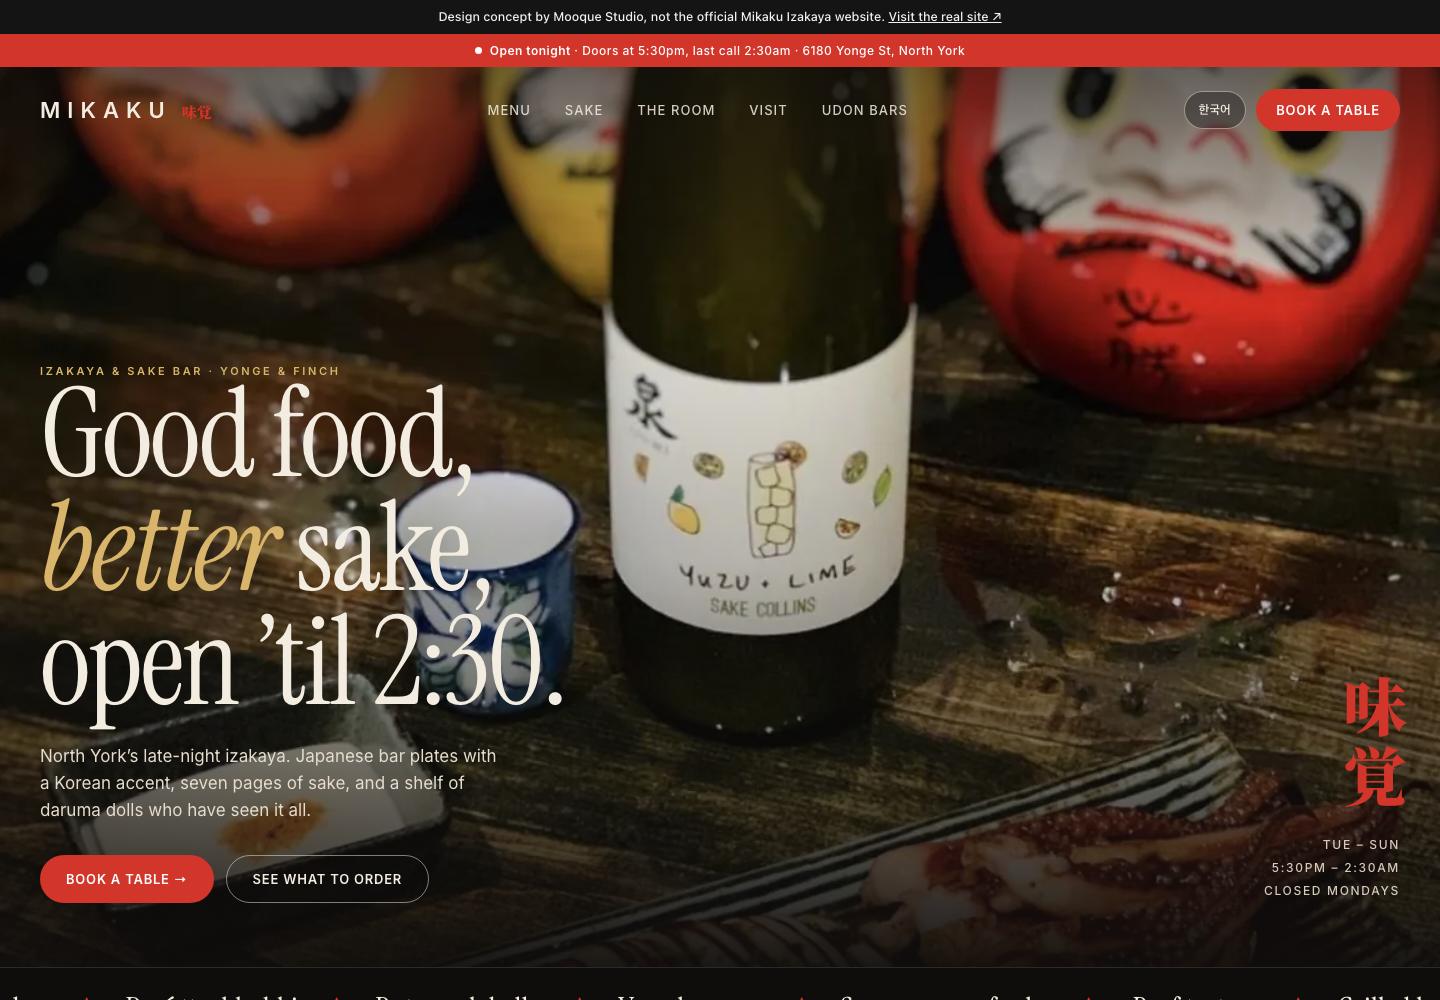 Design concept by Mooque Studio, not the official Mikaku Izakaya website. Visit the real site ↗
Open tonight · Doors at 5:30pm, last call 2:30am · 6180 Yonge St, North York
MIKAKU 味覚
MENU SAKE THE ROOM VISIT UDON BARS
한국어 BOOK A TABLE
IZAKAYA & SAKE BAR · YONGE & FINCH
Good food,
better sake,
open ’til 2:30.
泉
YUZU + LIME
SAKE COLLINS
North York’s late-night izakaya. Japanese bar plates with
a Korean accent, seven pages of sake, and a shelf of
daruma dolls who have seen it all.
BOOK A TABLE → SEE WHAT TO ORDER
味
覚
TUE – SUN
5:30PM – 2:30AM
CLOSED MONDAYS